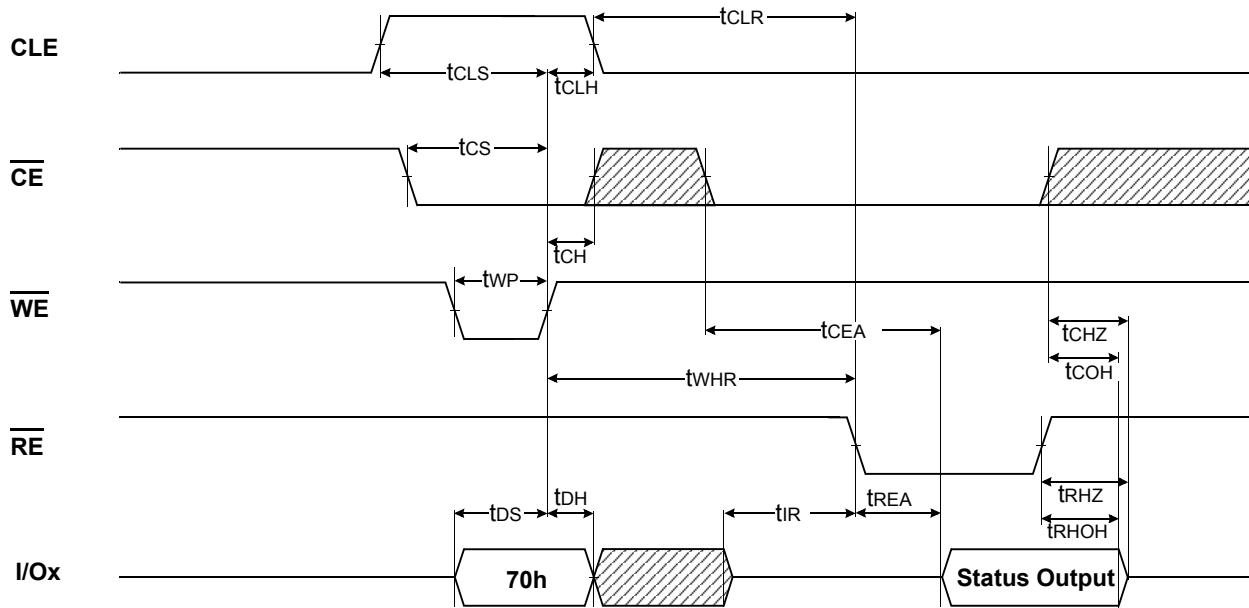 tCLR
CLE
tCLS
tCLH
tCS
CE
tCH
tWP
WE
tCEA
tCHZ
tCOH
tWHR
RE
tRHZ
tDH
tREA
tDS
tIR
tRHOH
I/Ox
70h
Status Output